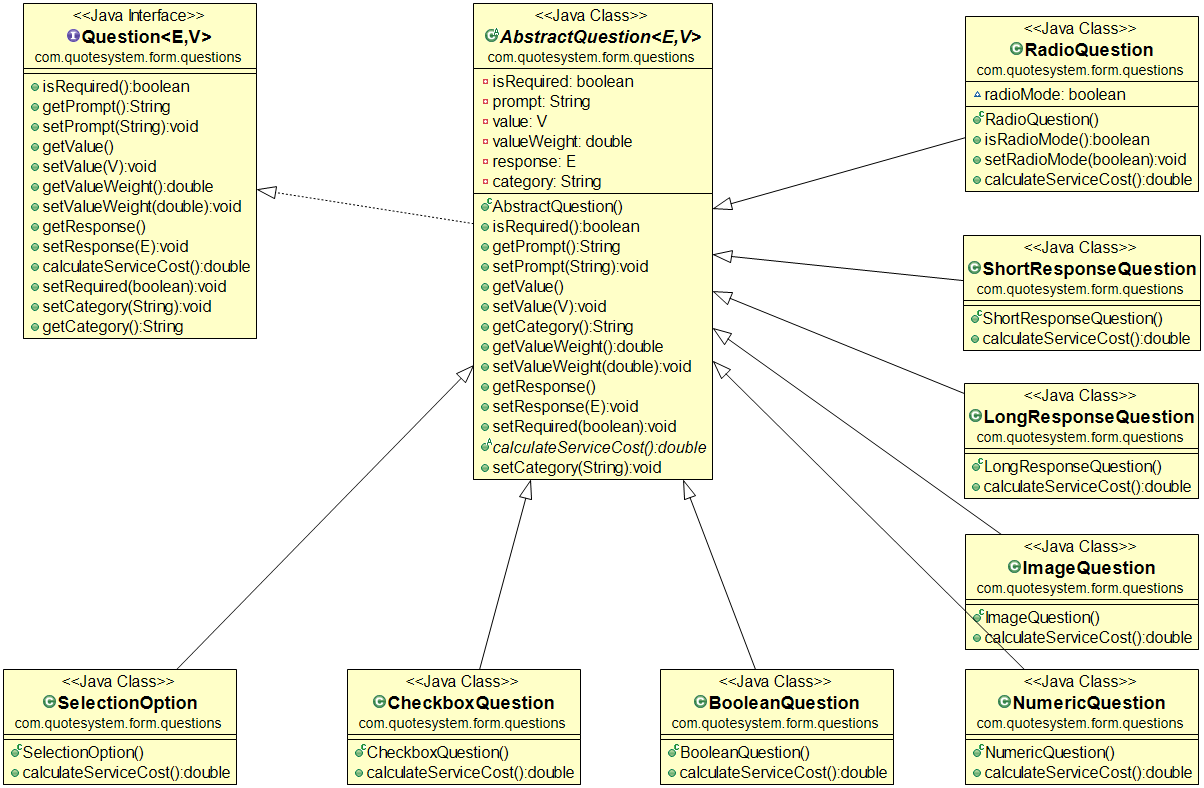 <<Java Interface>>
Question<E,V>
com.quotesystem.form.questions
isRequired():boolean
getPrompt():String
setPrompt(String):void
getValue()
setValue(V):void
getValueWeight():double
setValueWeight(double):void
getResponse()
setResponse(E):void
calculateServiceCost():double
setRequired(boolean):void
setCategory(String):void
getCategory():String
<<Java Class>>
AbstractQuestion<E,V>
com.quotesystem.form.questions
isRequired: boolean
prompt: String
value: V
valueWeight: double
response: E
category: String
AbstractQuestion()
isRequired():boolean
getPrompt():String
setPrompt(String):void
getValue()
setValue(V):void
getCategory():String
getValueWeight():double
setValueWeight(double):void
getResponse()
setResponse(E):void
setRequired(boolean):void
calculateServiceCost():double
setCategory(String):void
<<Java Class>>
RadioQuestion
com.quotesystem.form.questions
radioMode: boolean
RadioQuestion()
isRadioMode():boolean
setRadioMode(boolean):void
calculateServiceCost():double
<<Java Class>>
ShortResponseQuestion
com.quotesystem.form.questions
ShortResponseQuestion()
calculateServiceCost():double
<<Java Class>>
LongResponseQuestion
com.quotesystem.form.questions
LongResponseQuestion()
calculateServiceCost():double
<<Java Class>>
ImageQuestion
com.quotesystem.form.questions
ImageQuestion()
calculateServiceCost():double
<<Java Class>>
SelectionOption
com.quotesystem.form.questions
SelectionOption()
calculateServiceCost():double
<<Java Class>>
CheckboxQuestion
com.quotesystem.form.questions
CheckboxQuestion()
calculateServiceCost():double
<<Java Class>>
BooleanQuestion
com.quotesystem.form.questions
BooleanQuestion()
calculateServiceCost():double
<<Java Class>>
NumericQuestion
com.quotesystem.form.questions
NumericQuestion()
calculateServiceCost():double